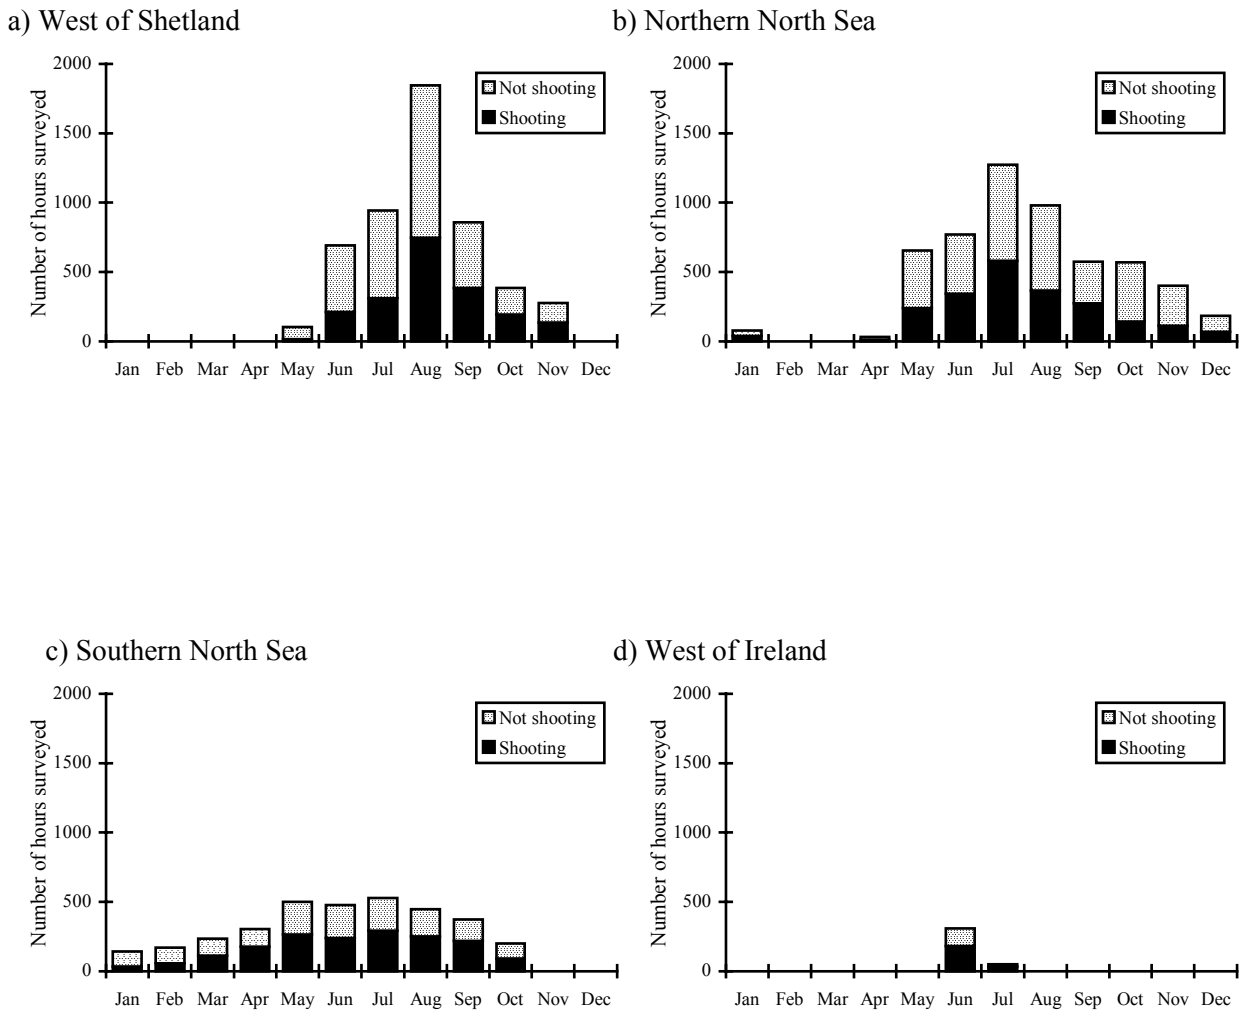 a) West of Shetland
2000
1500
1000
500
0
Number of hours surveyed
Not shooting
Shooting
Jan Feb Mar Apr May Jun Jul Aug Sep Oct Nov Dec
b) Northern North Sea
2000
1500
1000
500
0
Number of hours surveyed
Not shooting
Shooting
Jan Feb Mar Apr May Jun Jul Aug Sep Oct Nov Dec
c) Southern North Sea
2000
1500
1000
500
0
Number of hours surveyed
Not shooting
Shooting
Jan Feb Mar Apr May Jun Jul Aug Sep Oct Nov Dec
d) West of Ireland
2000
1500
1000
500
0
Number of hours surveyed
Not shooting
Shooting
Jan Feb Mar Apr May Jun Jul Aug Sep Oct Nov Dec